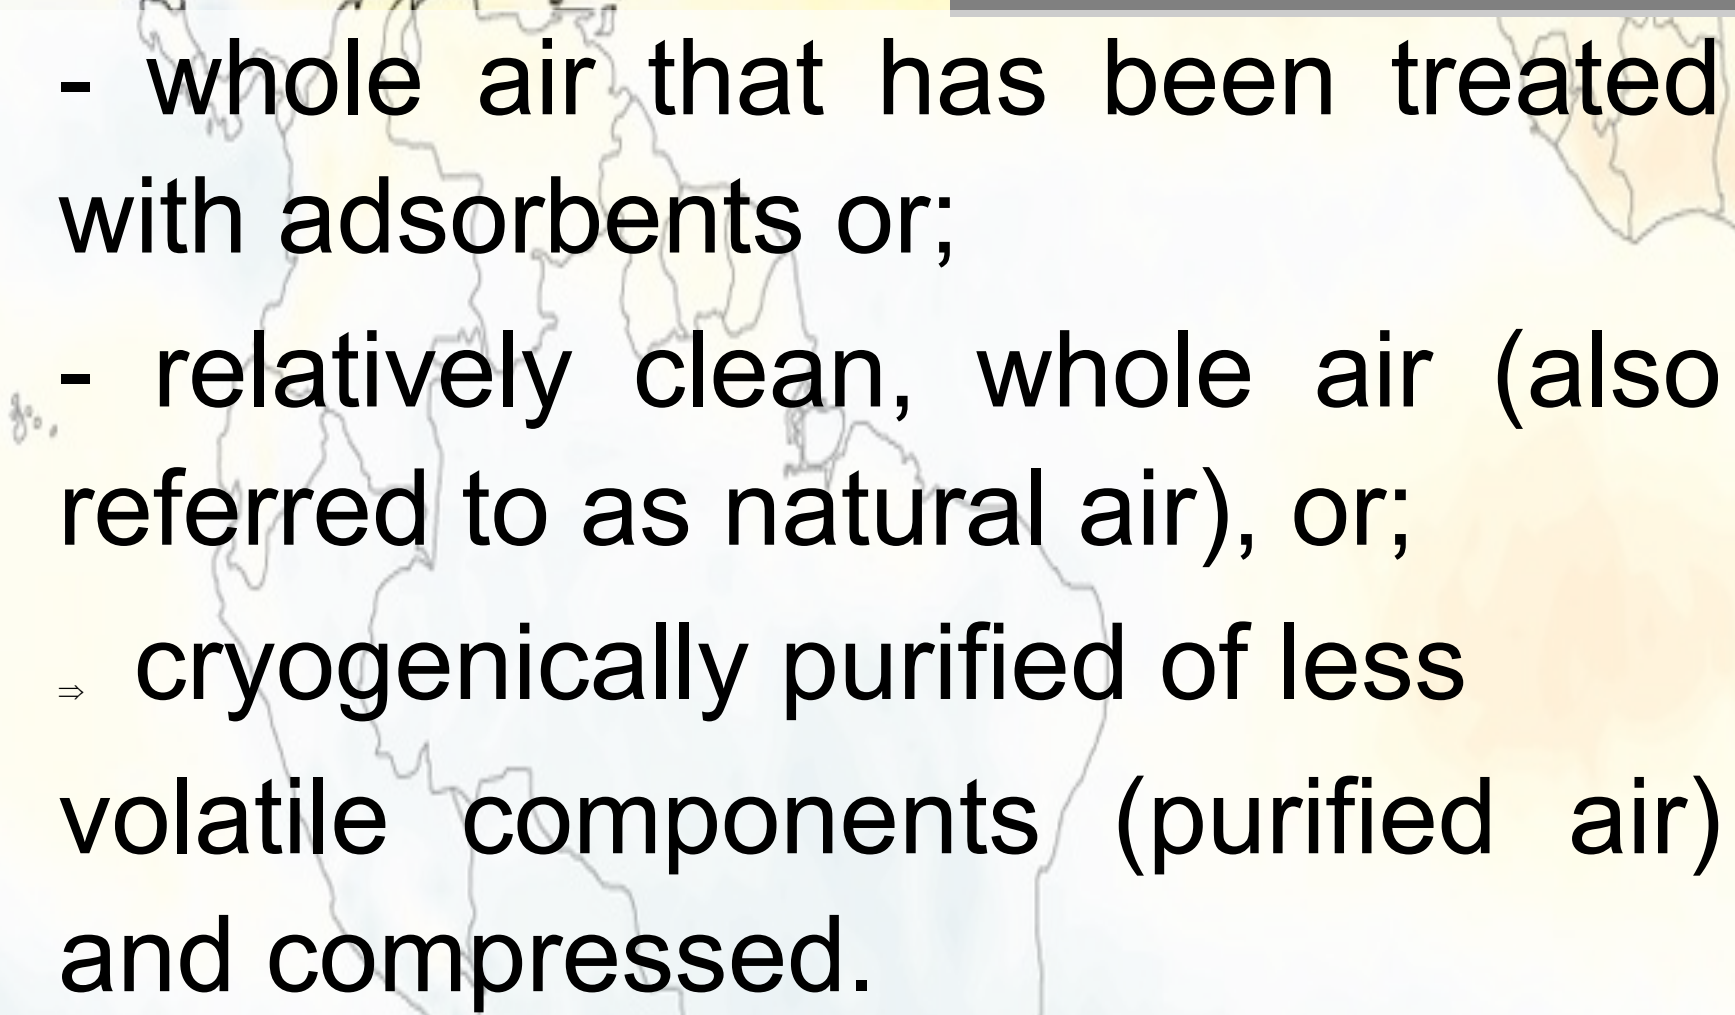 - whole air that has been treated
with adsorbents or;
- relatively clean, whole air (also
referred to as natural air), or;
⇒ cryogenically purified of less
volatile components (purified air)
and compressed.